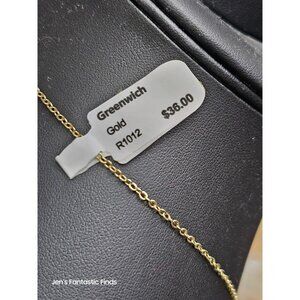 Greenwich
Gold
R1012
$36.00
Jen's Fantastic Finds